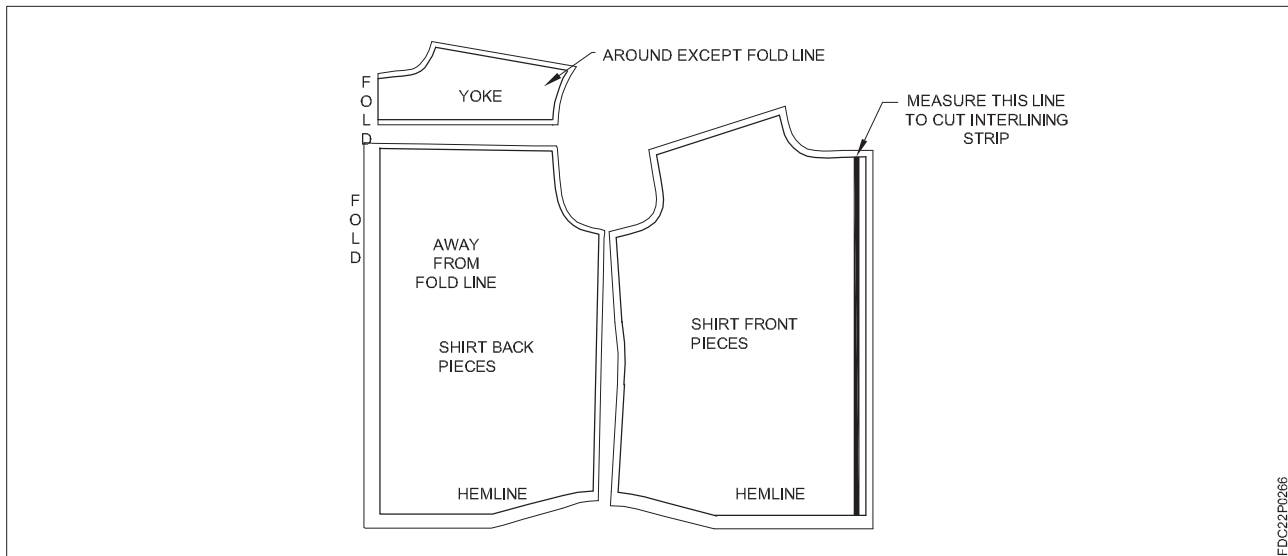 AROUND EXCEPT FOLD LINE
F
O
L
D
YOKE
MEASURE THIS LINE
TO CUT INTERLINING
STRIP
F
O
L
D
AWAY
FROM
FOLD LINE
SHIRT BACK
PIECES
SHIRT FRONT
PIECES
HEMLINE
HEMLINE
FDC22P0266